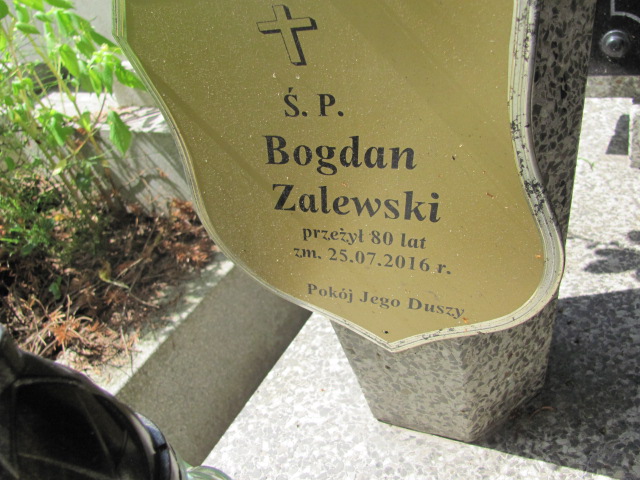 Ś. P.
Bogdan
Zalewski
przeżył 80 lat
zm. 25.07.2016 r.
Pokój Jego Duszy